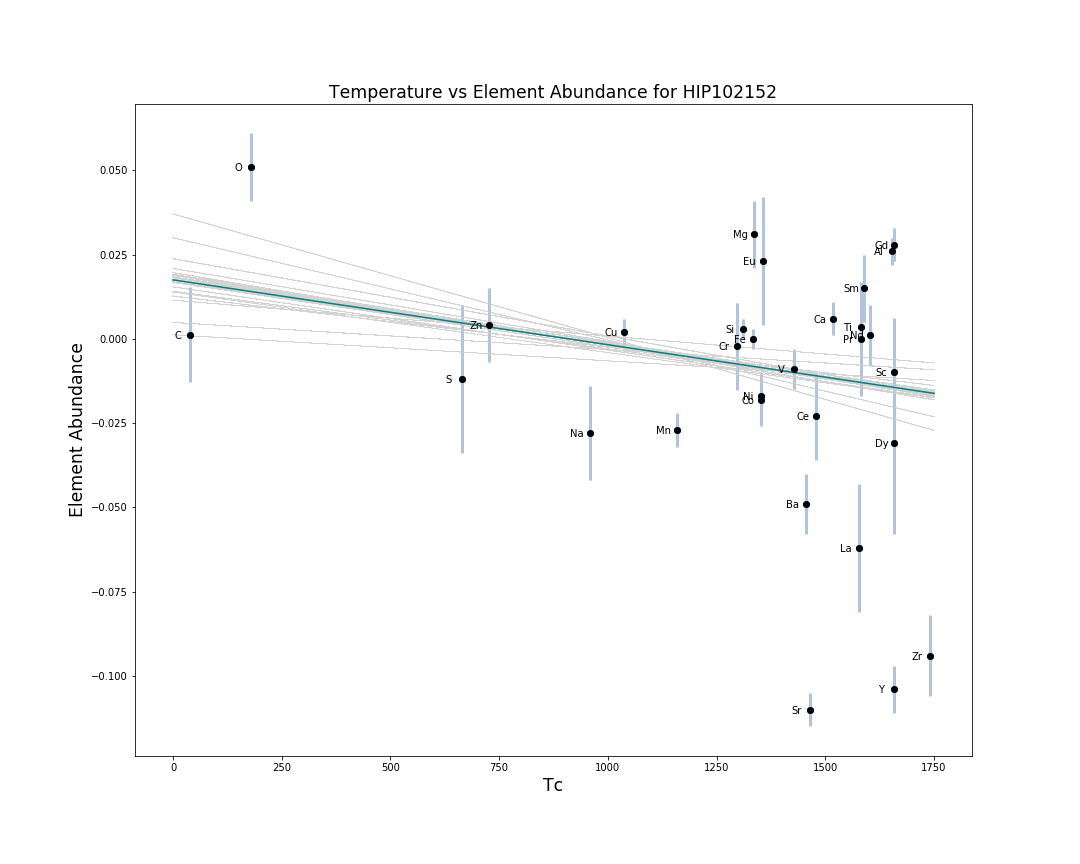 Temperature vs Element Abundance for HIP102152
Element Abundance
0.050
0.025
0.000
−0.025
−0.050
−0.075
−0.100
O
Mg
Gd
Al
Eu
Sm
Ca
C
Zn
Cu
Si
Fe
Cr
Ti
Nd
Pr
S
V
Sc
Ni
Co
Na
Mn
Ce
Dy
Ba
La
Zr
Y
Sr
0 250 500 750 1000 1250 1500 1750
Tc